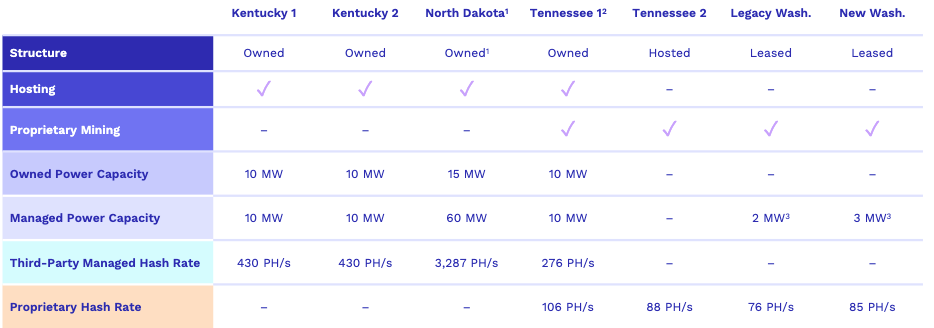 Kentucky 1 Kentucky 2 North Dakota¹ Tennessee 1² Tennessee 2 Legacy Wash. New Wash.
Structure Owned Owned Owned¹ Owned Hosted Leased Leased
Hosting ✓ ✓ ✓ ✓ – – –
Proprietary Mining – – – ✓ ✓ ✓ ✓
Owned Power Capacity 10 MW 10 MW 15 MW 10 MW – – –
Managed Power Capacity 10 MW 10 MW 60 MW 10 MW – 2 MW³ 3 MW³
Third-Party Managed Hash Rate 430 PH/s 430 PH/s 3,287 PH/s 276 PH/s – – –
Proprietary Hash Rate – – – 106 PH/s 88 PH/s 76 PH/s 85 PH/s